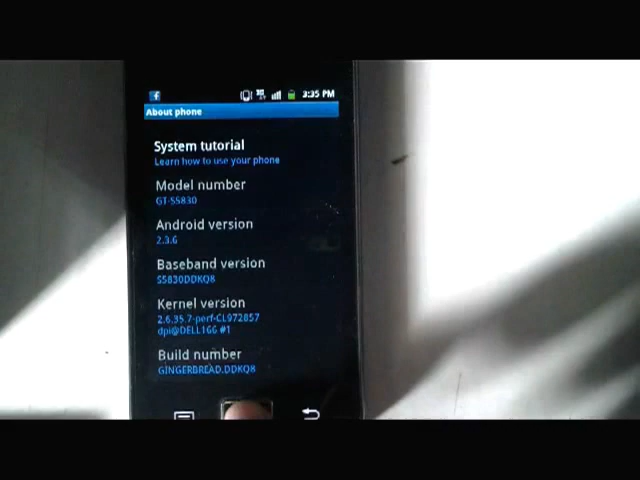 3:35 PM
About phone
System tutorial
Learn how to use your phone
Model number
GT-S5830
Android version
2.3.6
Baseband version
S5830DDKQ8
Kernel version
2.6.35.7-perf-CL972857
dpi@DELL166 #1
Build number
GINGERBREAD.DDKQ8